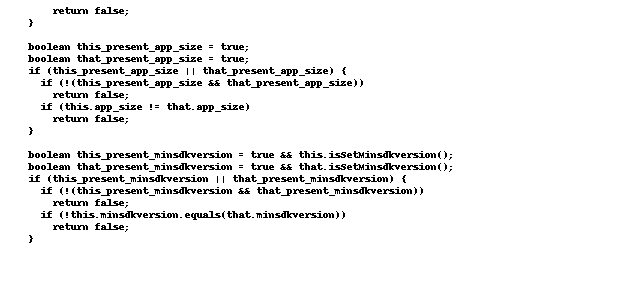 return false;
}
boolean this_present_app_size = true;
boolean that_present_app_size = true;
if (this_present_app_size || that_present_app_size) {
if (!(this_present_app_size && that_present_app_size))
return false;
if (this.app_size != that.app_size)
return false;
}
boolean this_present_minsdkversion = true && this.isSetMinsdkversion();
boolean that_present_minsdkversion = true && that.isSetMinsdkversion();
if (this_present_minsdkversion || that_present_minsdkversion) {
if (!(this_present_minsdkversion && that_present_minsdkversion))
return false;
if (!this.minsdkversion.equals(that.minsdkversion))
return false;
}